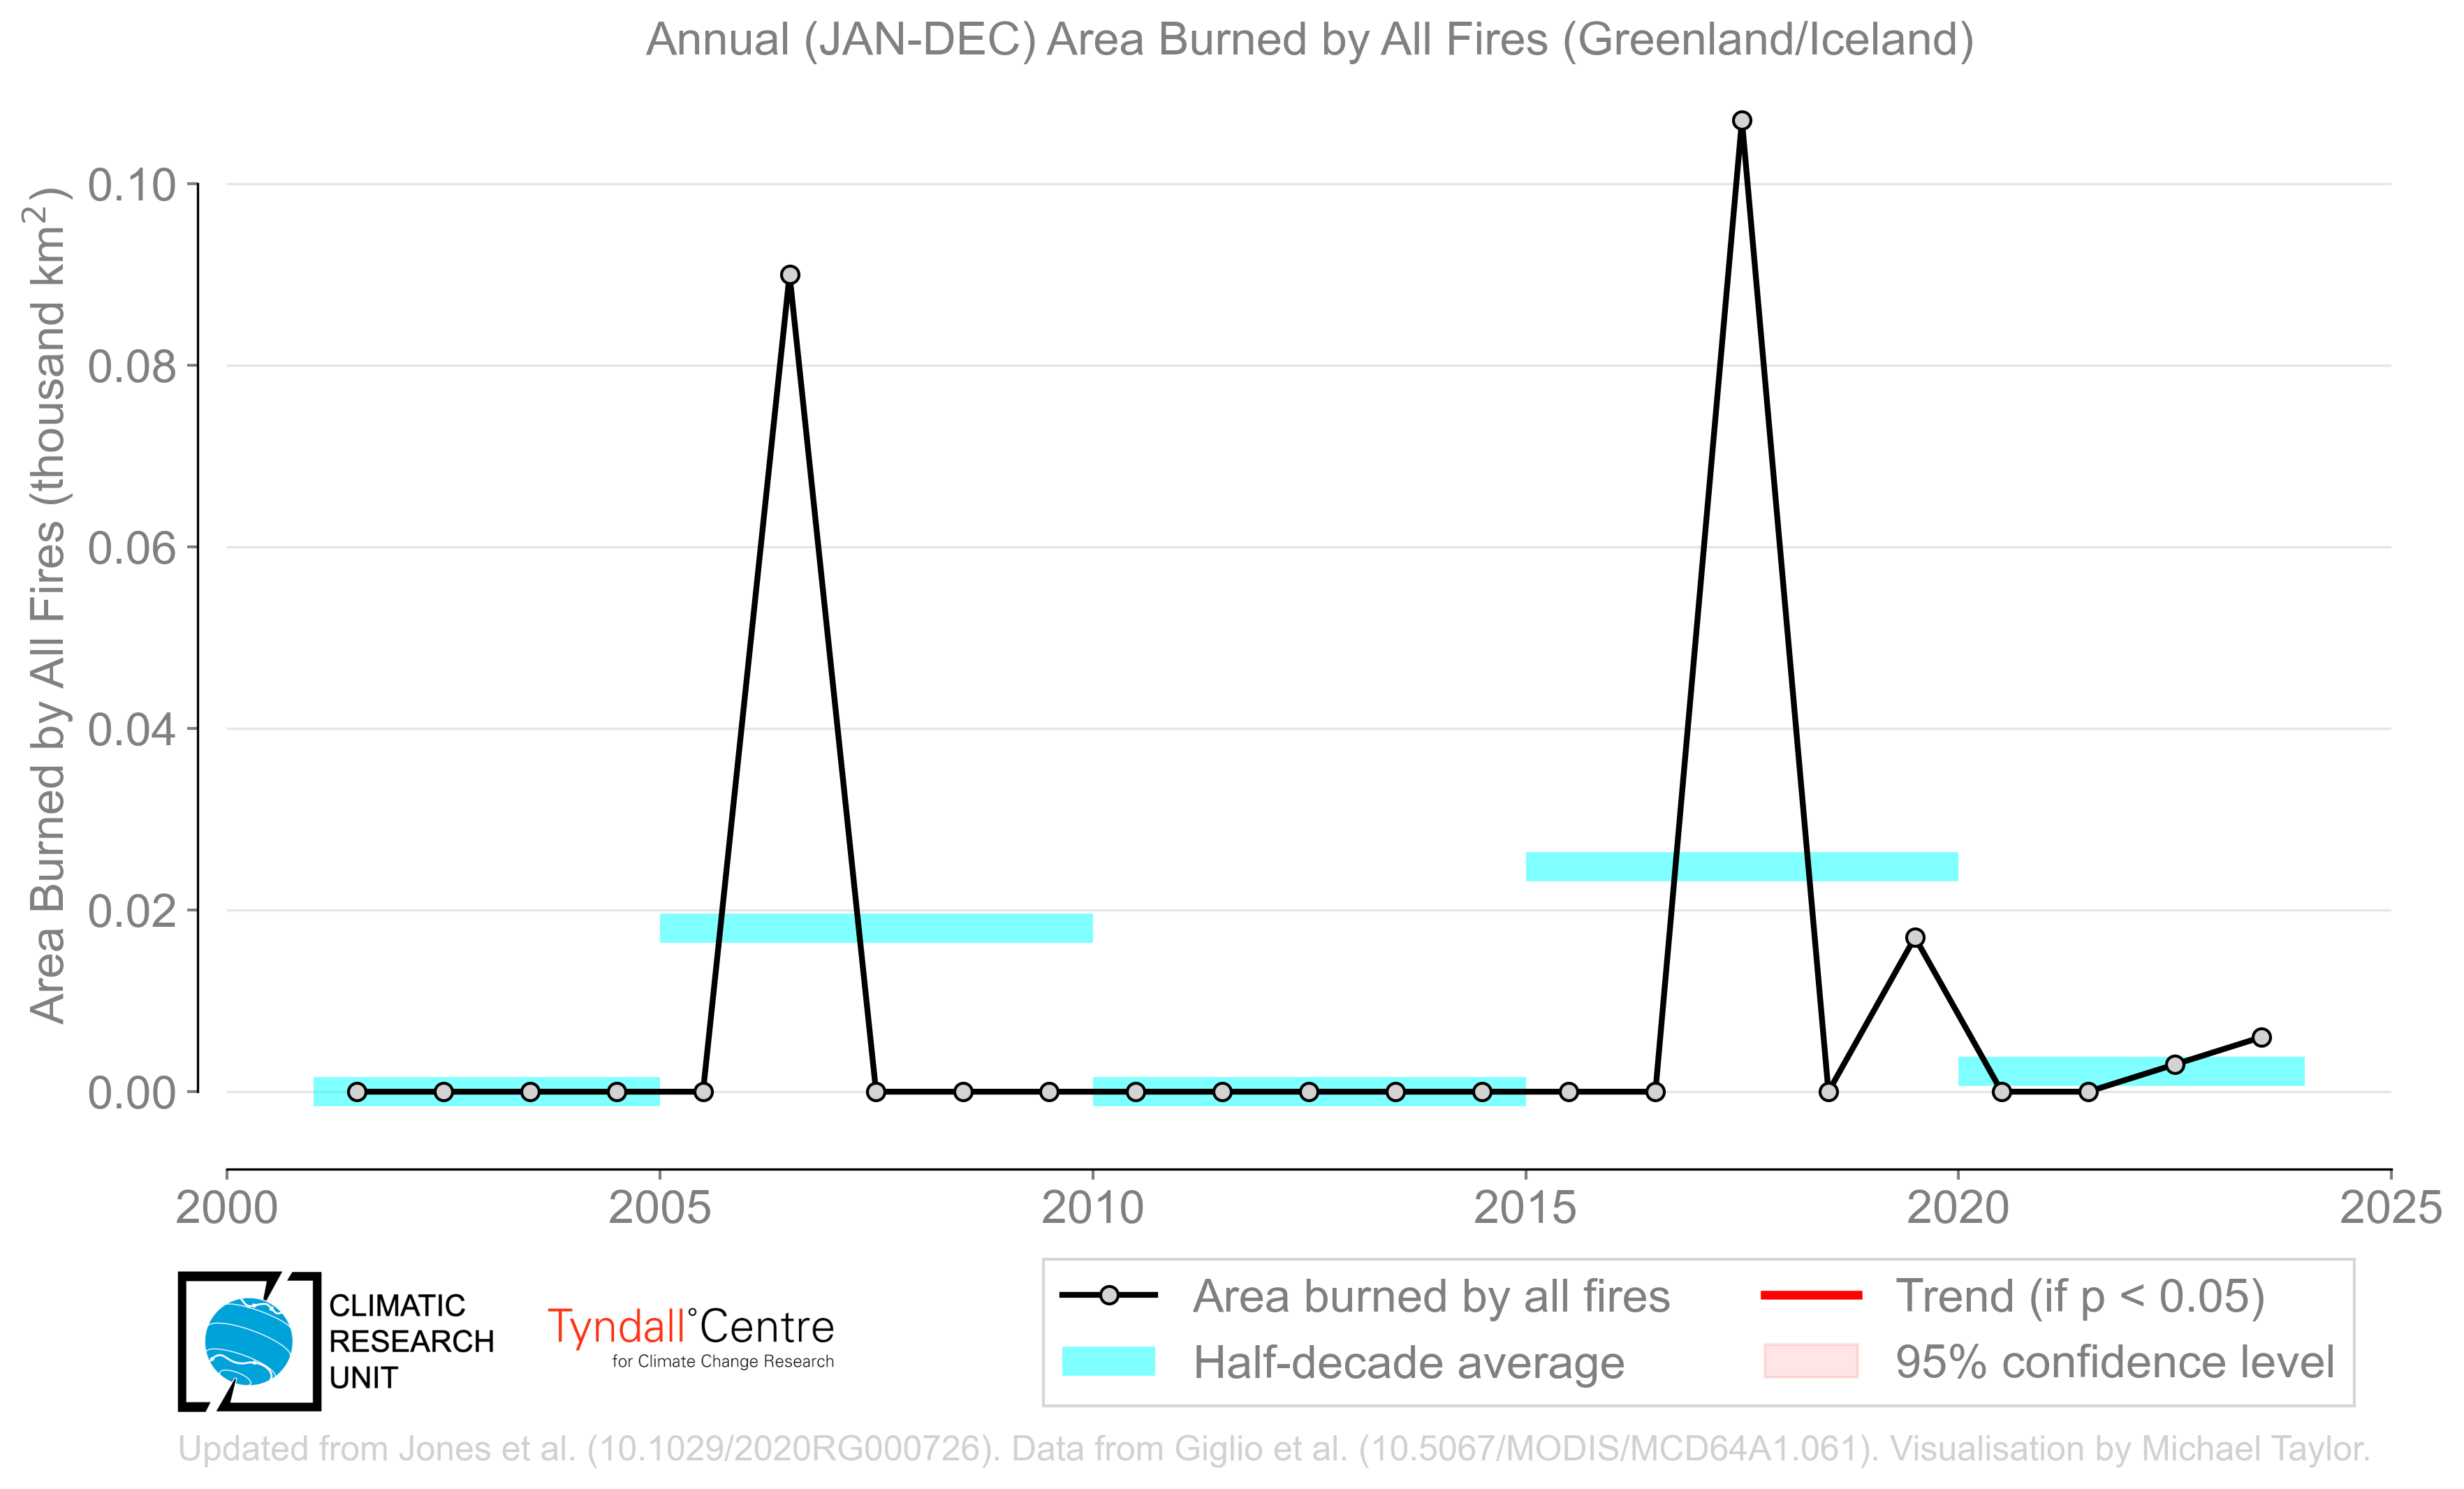 Annual (JAN-DEC) Area Burned by All Fires (Greenland/Iceland)
Area Burned by All Fires (thousand km²)
0.10
0.08
0.06
0.04
0.02
0.00
2000 2005 2010 2015 2020 2025
CLIMATIC
RESEARCH
UNIT
Tyndall°Centre
for Climate Change Research
Area burned by all fires
Half-decade average
Trend (if p < 0.05)
95% confidence level
Updated from Jones et al. (10.1029/2020RG000726). Data from Giglio et al. (10.5067/MODIS/MCD64A1.061). Visualisation by Michael Taylor.